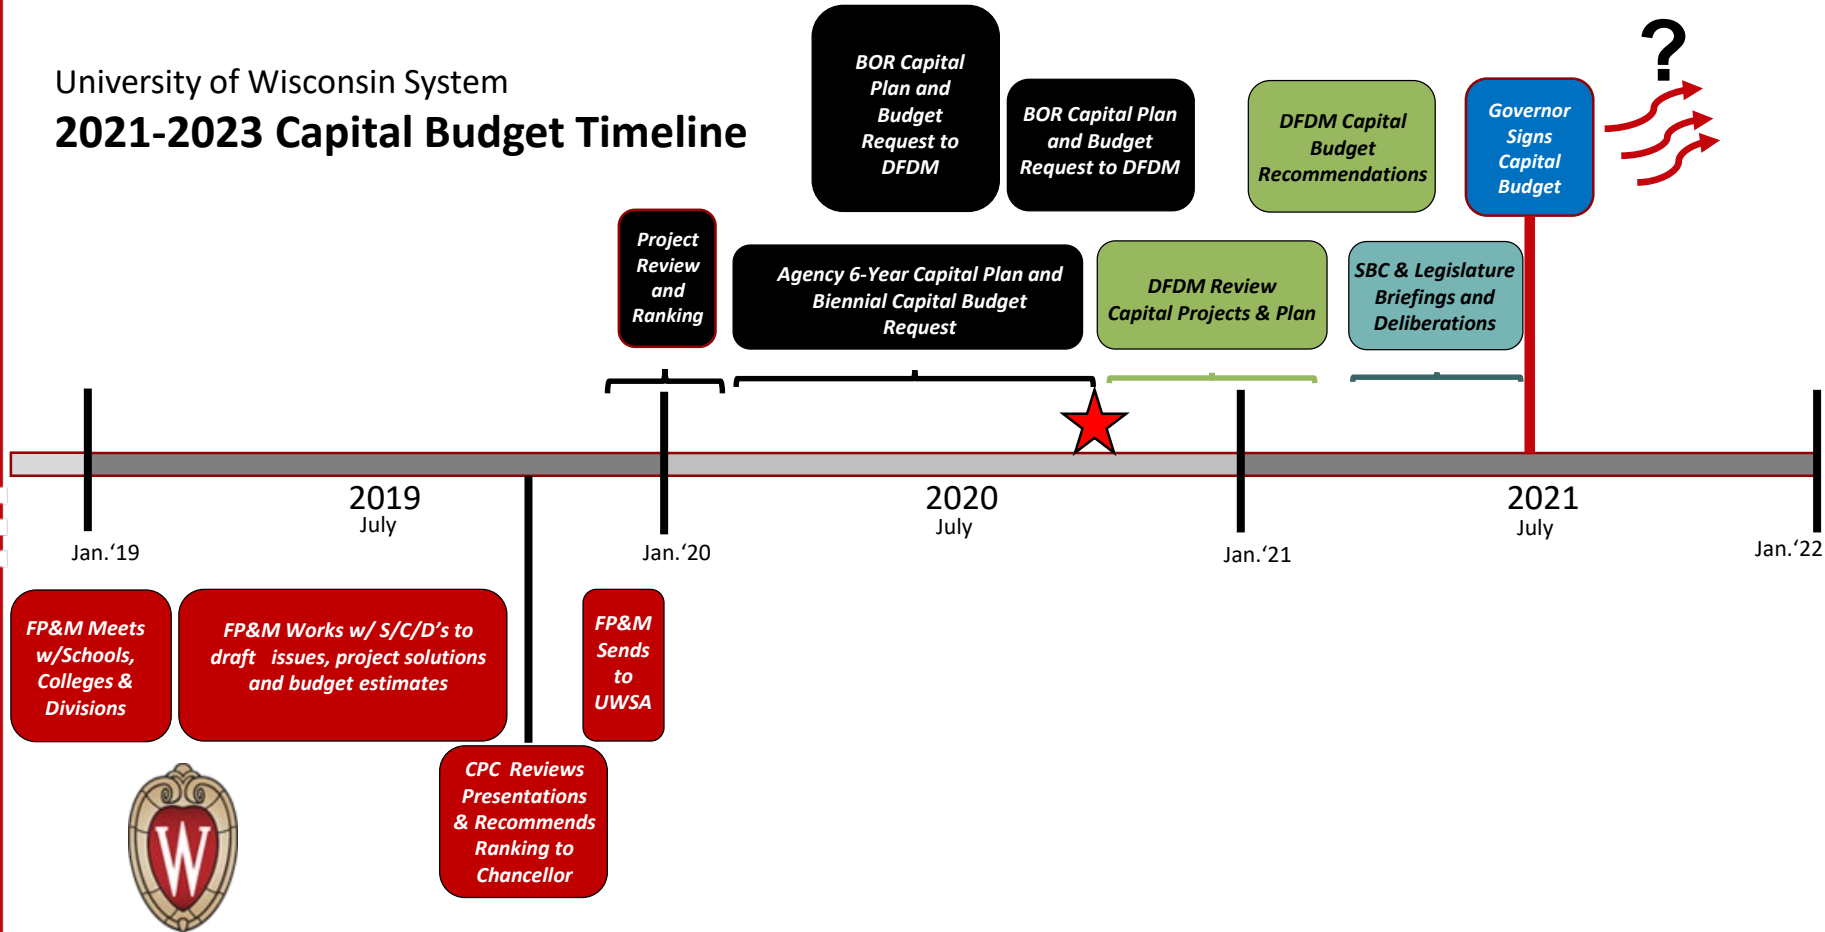 University of Wisconsin System
2021-2023 Capital Budget Timeline
BOR Capital
Plan and
Budget
Request to
DFDM
BOR Capital Plan
and Budget
Request to DFDM
DFDM Capital
Budget
Recommendations
Governor
Signs
Capital
Budget
?
Project
Review
and
Ranking
Agency 6-Year Capital Plan and
Biennial Capital Budget
Request
DFDM Review
Capital Projects & Plan
SBC & Legislature
Briefings and
Deliberations
2019
July
2020
July
2021
July
Jan.‘19
Jan.‘20
Jan.‘21
Jan.‘22
FP&M Meets
w/Schools,
Colleges &
Divisions
FP&M Works w/ S/C/D’s to
draft issues, project solutions
and budget estimates
FP&M
Sends
to
UWSA
CPC Reviews
Presentations
& Recommends
Ranking to
Chancellor
W